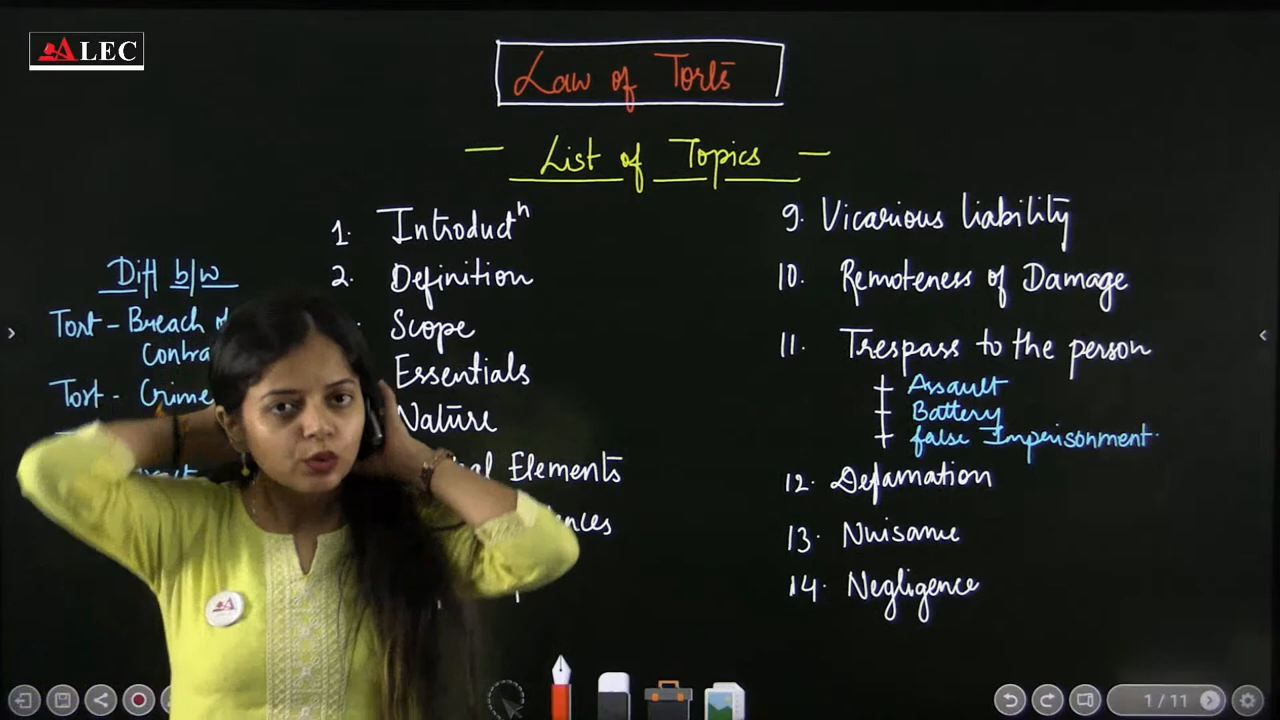 ALEC
Law of Torts
List of Topics
1. Introductⁿ
2. Definition
Scope
Essentials
Nature
Elements
Diff b/w
Tort - Breach
Tort - Crime
9. Vicarious liability
10. Remoteness of Damage
11. Trespass to the person
Assault
Battery
false Imprisonment
12. Defamation
13. Nuisance
14. Negligence
1 / 11